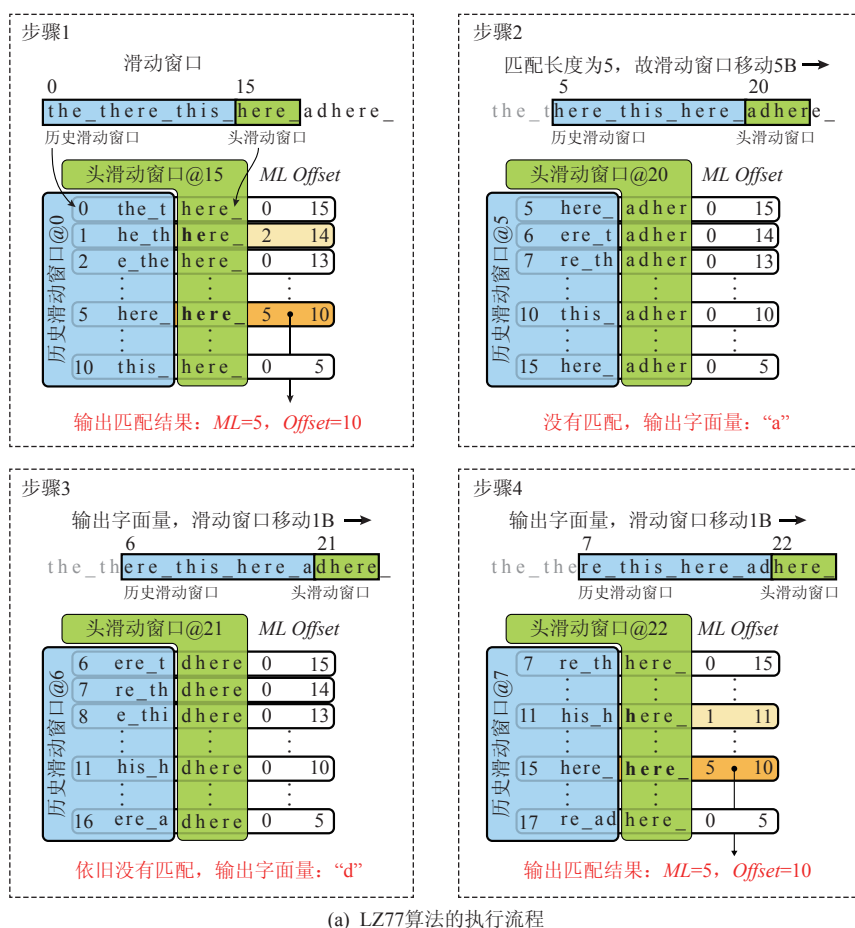 步骤1
滑动窗口
0 15
the_there_this_here_adhere_
历史滑动窗口 头滑动窗口
头滑动窗口@15 ML Offset
历史滑动窗口@0
0 the_t here_ 0 15
1 he_th here_ 2 14
2 e_the here_ 0 13
5 here_ here_ 5 10
10 this_ here_ 0 5
输出匹配结果：ML=5，Offset=10
步骤2
匹配长度为5，故滑动窗口移动5B
5 20
the_there_this_here_adhere_
历史滑动窗口 头滑动窗口
头滑动窗口@20 ML Offset
历史滑动窗口@5
5 here_ adher 0 15
6 ere_t adher 0 14
7 re_th adher 0 13
10 this_ adher 0 10
15 here_ adher 0 5
没有匹配，输出字面量：“a”
步骤3
输出字面量，滑动窗口移动1B
6 21
the_there_this_here_adhere_
历史滑动窗口 头滑动窗口
头滑动窗口@21 ML Offset
历史滑动窗口@6
6 ere_t dhere 0 15
7 re_th dhere 0 14
8 e_thi dhere 0 13
11 his_h dhere 0 10
16 ere_a dhere 0 5
依旧没有匹配，输出字面量：“d”
步骤4
输出字面量，滑动窗口移动1B
7 22
the_there_this_here_adhere_
历史滑动窗口 头滑动窗口
头滑动窗口@22 ML Offset
历史滑动窗口@7
7 re_th here_ 0 15
11 his_h here_ 1 11
15 here_ here_ 5 10
17 re_ad here_ 0 5
输出匹配结果：ML=5，Offset=10
(a) LZ77算法的执行流程